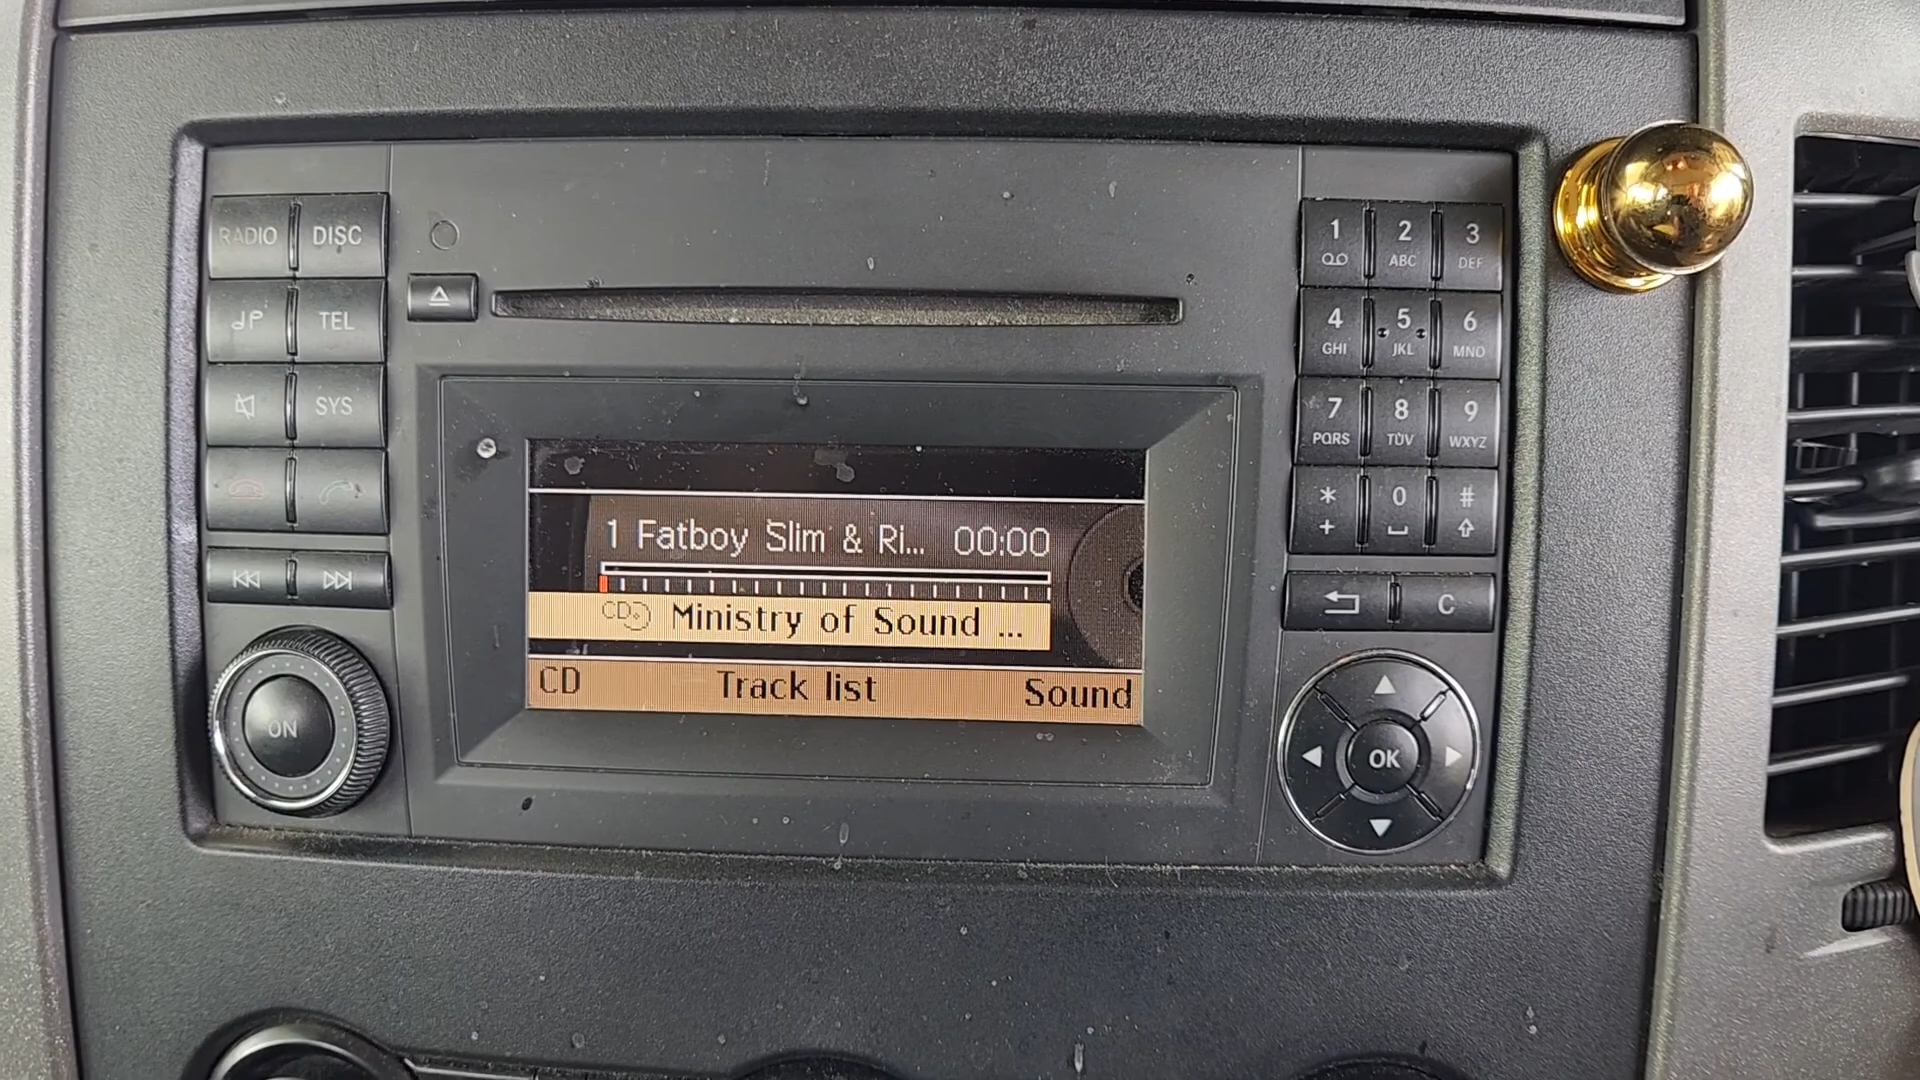 RADIO DISC
TEL
SYS
ON
1 Fatboy Slim & Ri... 00:00
CD Ministry of Sound ...
CD Track list Sound
1 2 3
ABC DEF
4 5 6
GHI JKL MNO
7 8 9
PQRS TUV WXYZ
* 0 #
+
C
OK